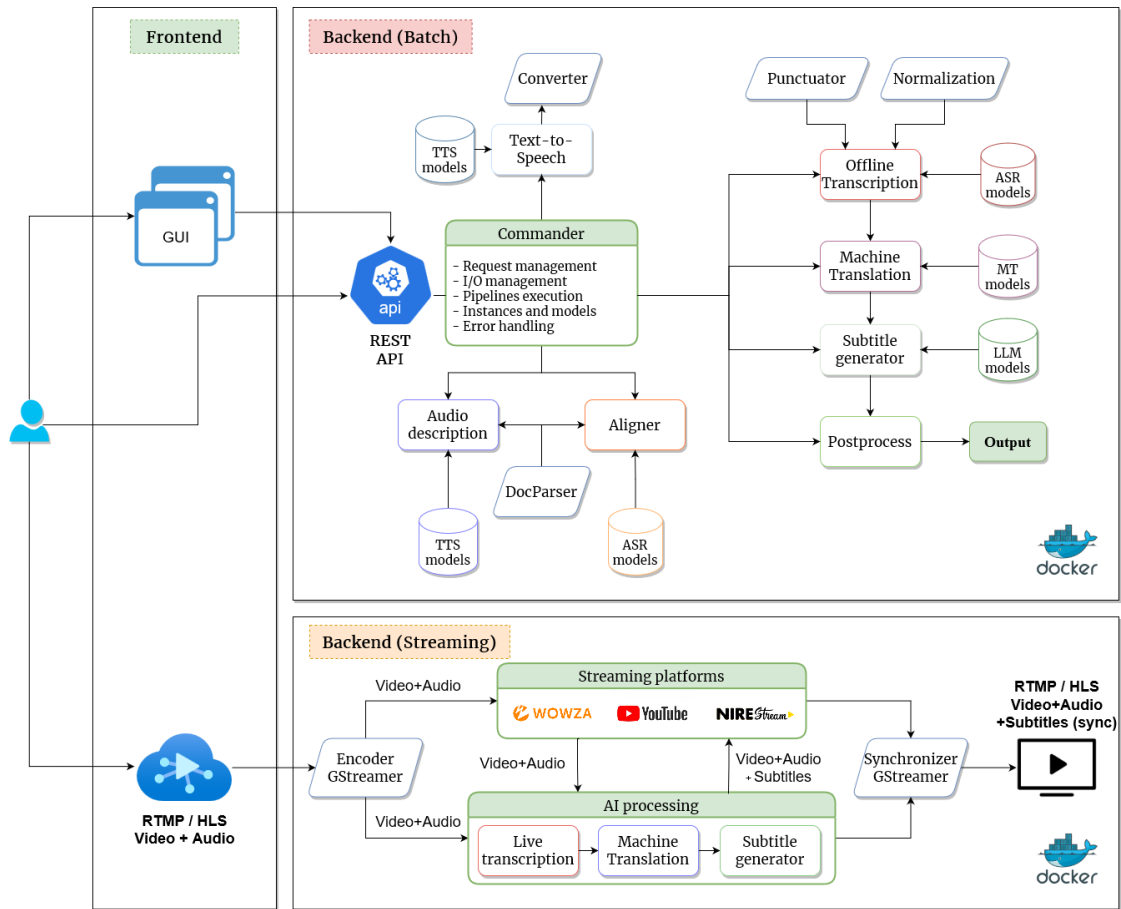 Frontend
GUI
RTMP / HLS
Video + Audio
Backend (Batch)
Converter
TTS
models
Text-to-
Speech
Commander
- Request management
- I/O management
- Pipelines execution
- Instances and models
- Error handling
api
REST
API
Audio
description
Aligner
DocParser
TTS
models
ASR
models
Punctuator
Normalization
Offline
Transcription
ASR
models
Machine
Translation
MT
models
Subtitle
generator
LLM
models
Postprocess
Output
docker
Backend (Streaming)
Video+Audio
Encoder
GStreamer
Video+Audio
Streaming platforms
WOWZA
YouTube
NIRE Stream
Video+Audio
Video+Audio
+ Subtitles
AI processing
Live
transcription
Machine
Translation
Subtitle
generator
Synchronizer
GStreamer
RTMP / HLS
Video+Audio
+Subtitles (sync)
docker